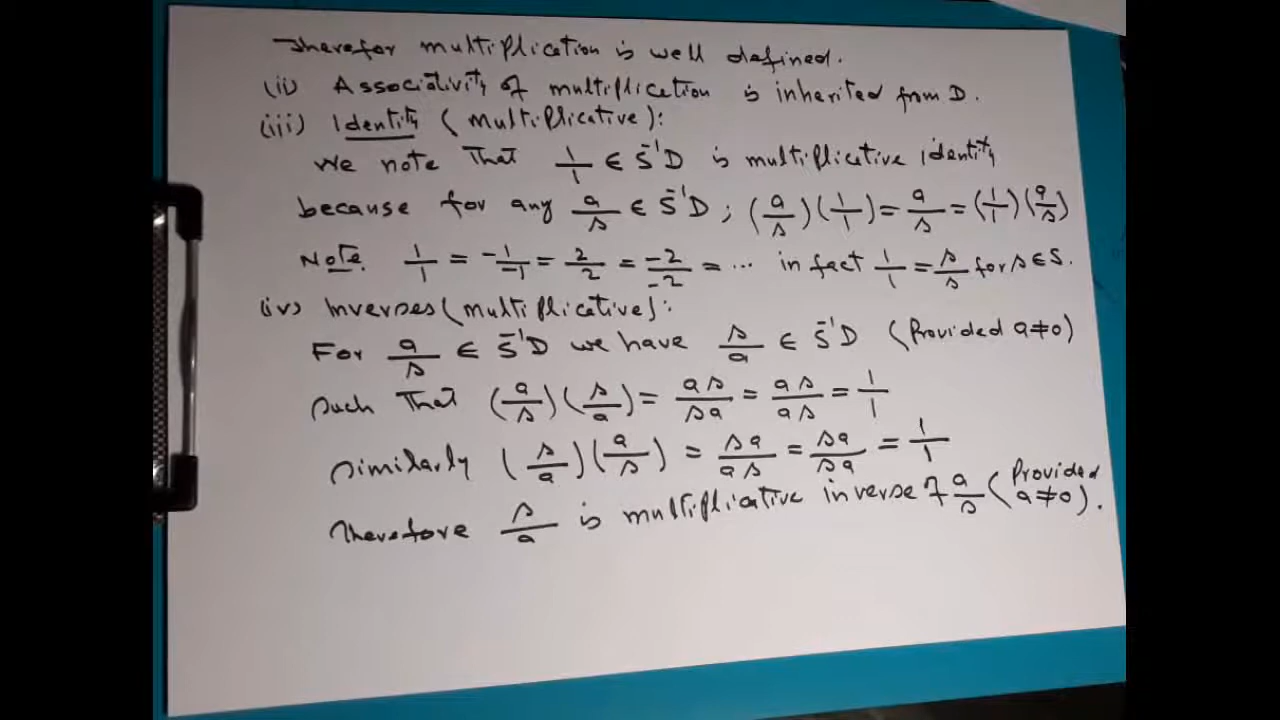 Therefor multiplication is well defined.
(ii) Associativity of multiplication is inherited from D.
(iii) Identity (multiplicative):
We note That 1/1 ∈ S⁻¹D is multiplicative identity
because for any a/s ∈ S⁻¹D ; (a/s)(1/1) = a/s = (1/1)(a/s)
Note. 1/1 = -1/-1 = 2/2 = -2/-2 = ... in fact 1/1 = s/s for s ∈ S.
(iv) Inverses (multiplicative):
For a/s ∈ S⁻¹D we have s/a ∈ S⁻¹D (Provided a≠0)
such That (a/s)(s/a) = as/sa = as/as = 1/1
similarly (s/a)(a/s) = sa/as = sa/sa = 1/1
Therefore s/a is multiplicative inverse of a/s (Provided a≠0).